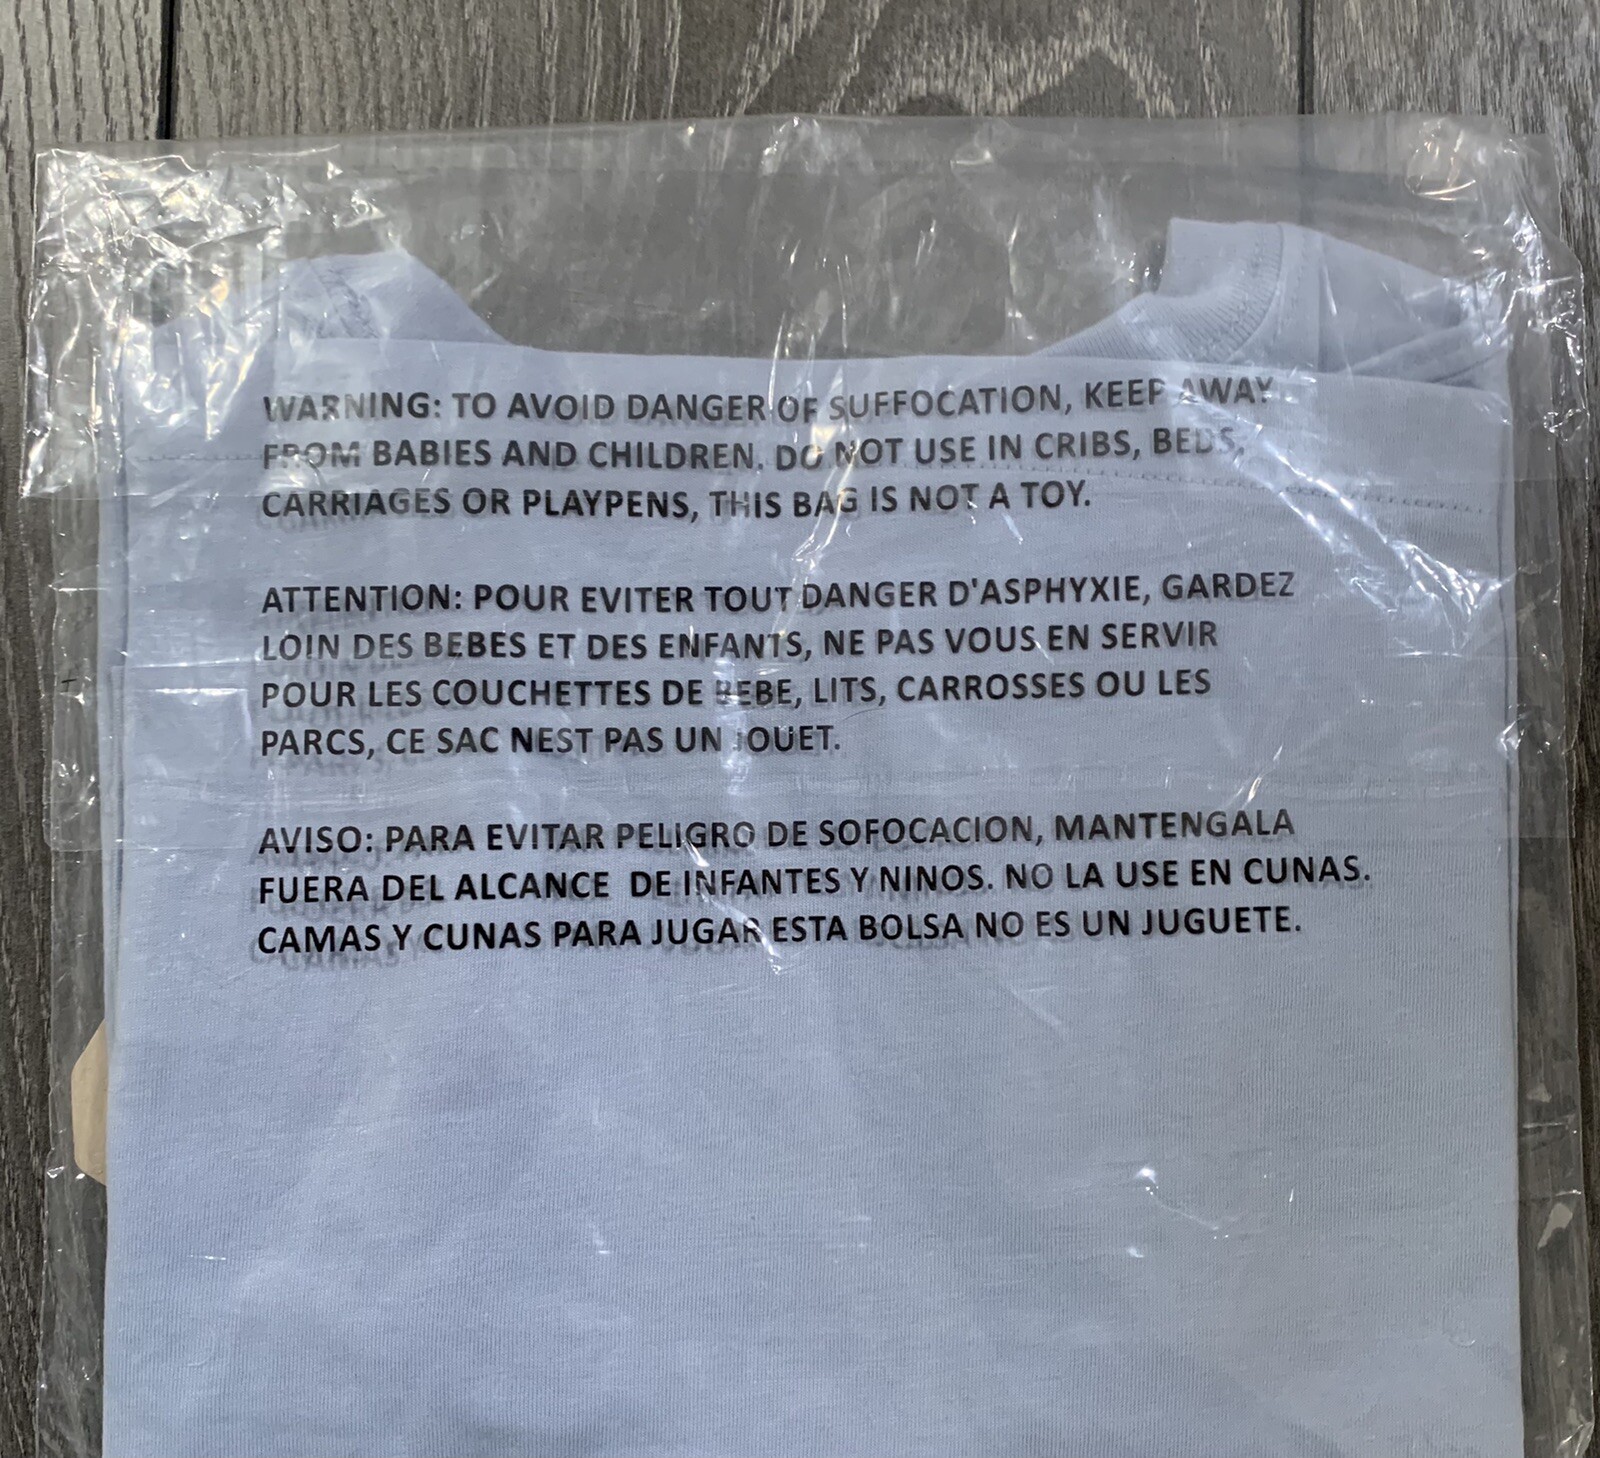 WARNING: TO AVOID DANGER OF SUFFOCATION, KEEP AWAY
FROM BABIES AND CHILDREN. DO NOT USE IN CRIBS, BEDS,
CARRIAGES OR PLAYPENS, THIS BAG IS NOT A TOY.
ATTENTION: POUR EVITER TOUT DANGER D'ASPHYXIE, GARDEZ
LOIN DES BEBES ET DES ENFANTS, NE PAS VOUS EN SERVIR
POUR LES COUCHETTES DE BEBE, LITS, CARROSSES OU LES
PARCS, CE SAC NEST PAS UN JOUET.
AVISO: PARA EVITAR PELIGRO DE SOFOCACION, MANTENGALA
FUERA DEL ALCANCE DE INFANTES Y NINOS. NO LA USE EN CUNAS.
CAMAS Y CUNAS PARA JUGAR ESTA BOLSA NO ES UN JUGUETE.